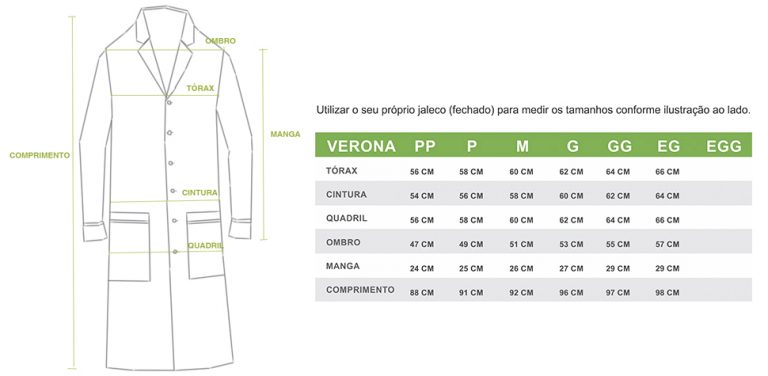 OMBRO
TÓRAX
MANGA
COMPRIMENTO
CINTURA
QUADRIL
Utilizar o seu próprio jaleco (fechado) para medir os tamanhos conforme ilustração ao lado.
VERONA PP P M G GG EG EGG
TÓRAX 56 CM 58 CM 60 CM 62 CM 64 CM 66 CM
CINTURA 54 CM 56 CM 58 CM 60 CM 62 CM 64 CM
QUADRIL 56 CM 58 CM 60 CM 62 CM 64 CM 66 CM
OMBRO 47 CM 49 CM 51 CM 53 CM 55 CM 57 CM
MANGA 24 CM 25 CM 26 CM 27 CM 29 CM 29 CM
COMPRIMENTO 88 CM 91 CM 92 CM 96 CM 97 CM 98 CM